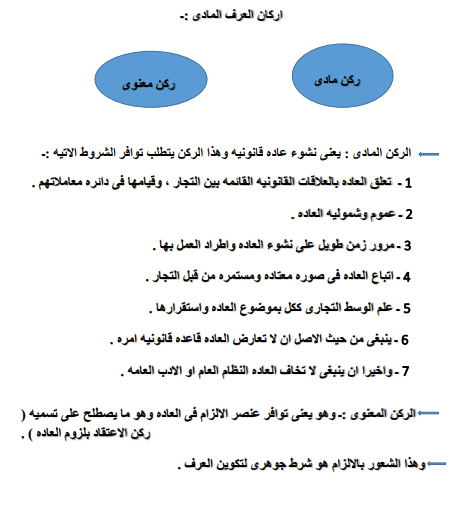 اركان العرف المادى :-
ركن مادى
ركن معنوى
الركن المادى : يعنى نشوء عاده قانونيه وهذا الركن يتطلب توافر الشروط الاتيه :-
1 - تعلق العاده بالعلاقات القانونيه القائمه بين التجار ، وقيامها فى دائره معاملاتهم .
2 - عموم وشموليه العاده .
3 - مرور زمن طويل على نشوء العاده واطراد العمل بها .
4 - اتباع العاده فى صوره معتاده ومستمره من قبل التجار .
5 - علم الوسط التجارى ككل بموضوع العاده واستقرارها .
6 - ينبغى من حيث الاصل ان لا تعارض العاده قاعده قانونيه امره .
7 - واخيرا ان ينبغى لا تخاف العاده النظام العام او الادب العامه .
الركن المعنوى :- وهو يعنى توافر عنصر الالزام فى العاده وهو ما يصطلح على تسميه (
ركن الاعتقاد بلزوم العاده ) .
وهذا الشعور بالالزام هو شرط جوهرى لتكوين العرف .